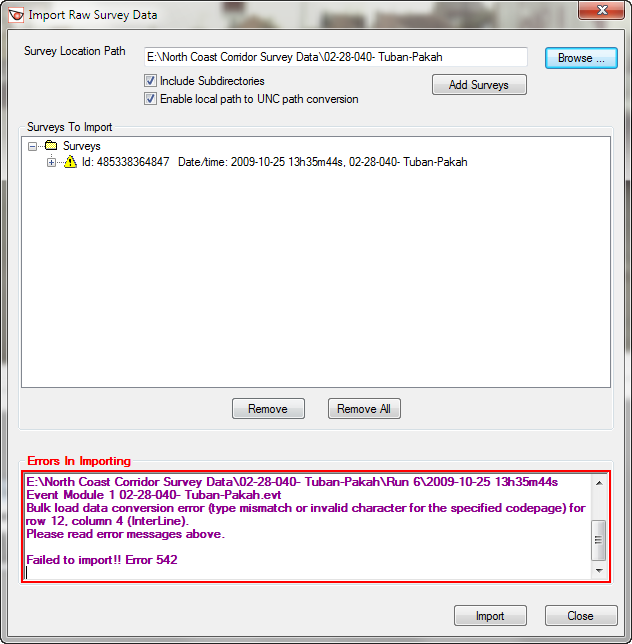 Import Raw Survey Data
Survey Location Path
E:\North Coast Corridor Survey Data\02-28-040- Tuban-Pakah
Browse ...
Include Subdirectories
Add Surveys
Enable local path to UNC path conversion
Surveys To Import
Surveys
Id: 485338364847 Date/time: 2009-10-25 13h35m44s, 02-28-040- Tuban-Pakah
Remove
Remove All
Errors In Importing
E:\North Coast Corridor Survey Data\02-28-040- Tuban-Pakah\Run 6\2009-10-25 13h35m44s
Event Module 1 02-28-040- Tuban-Pakah.evt
Bulk load data conversion error (type mismatch or invalid character for the specified codepage) for
row 12, column 4 (InterLine).
Please read error messages above.
Failed to import!! Error 542
Import
Close